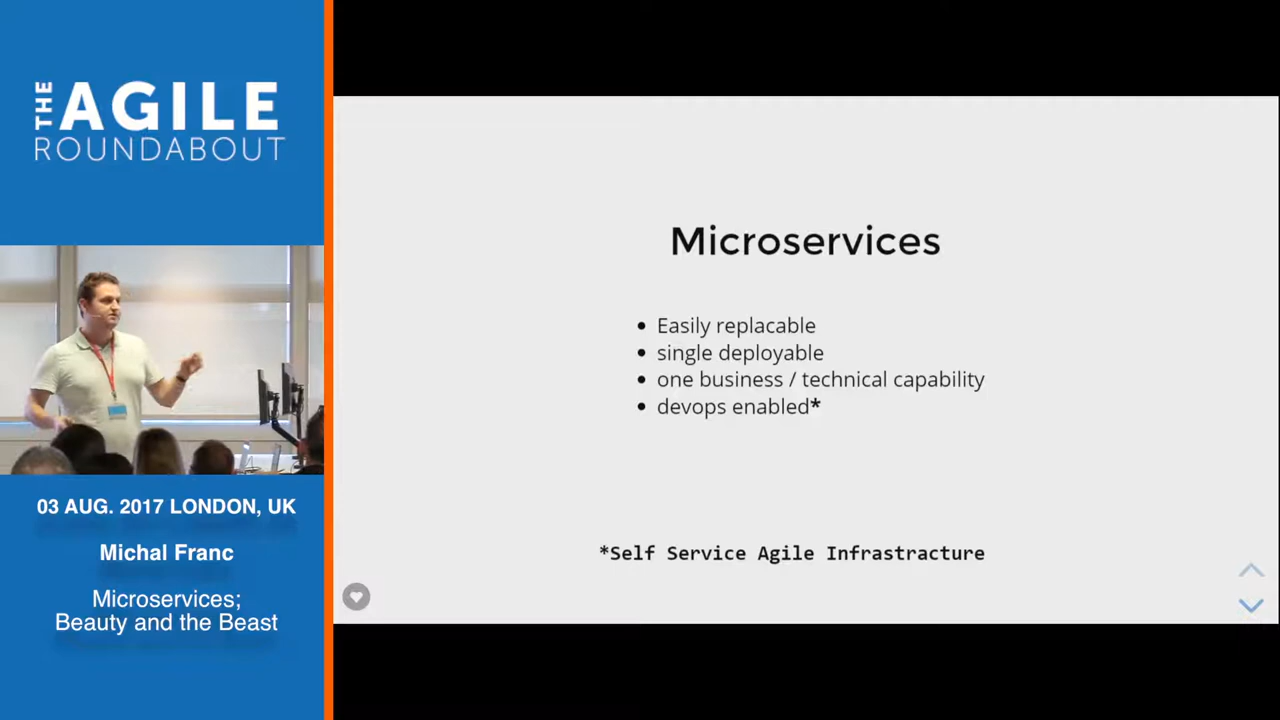 THE AGILE
ROUNDABOUT
03 AUG. 2017 LONDON, UK
Michal Franc
Microservices;
Beauty and the Beast
Microservices
Easily replacable
single deployable
one business / technical capability
devops enabled*
*Self Service Agile Infrastracture